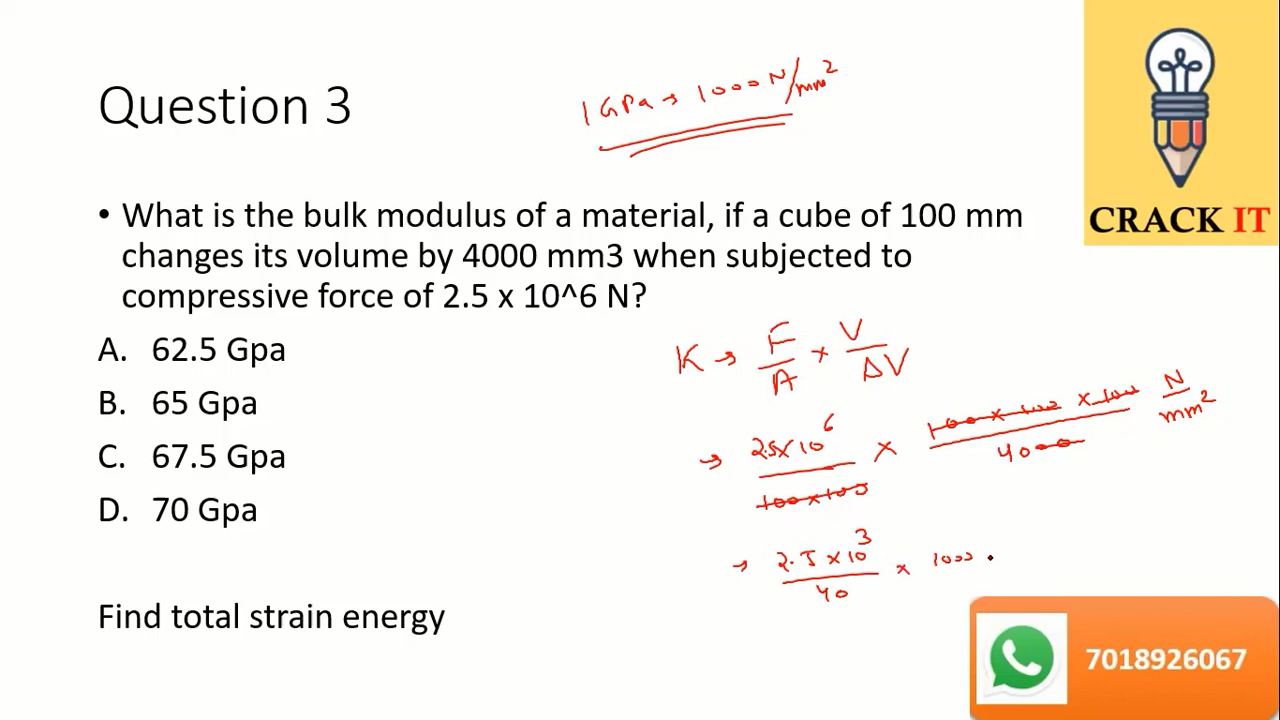 Question 3
1 GPa → 1000 N/mm²
CRACK IT
• What is the bulk modulus of a material, if a cube of 100 mm
changes its volume by 4000 mm3 when subjected to
compressive force of 2.5 x 10^6 N?
A. 62.5 Gpa
B. 65 Gpa
C. 67.5 Gpa
D. 70 Gpa
K → F/A × V/ΔV
→ 2.5×10⁶/100×100 × 100×100×100/4000 N/mm²
→ 2.5×10³/40 × 1000 .
Find total strain energy
7018926067